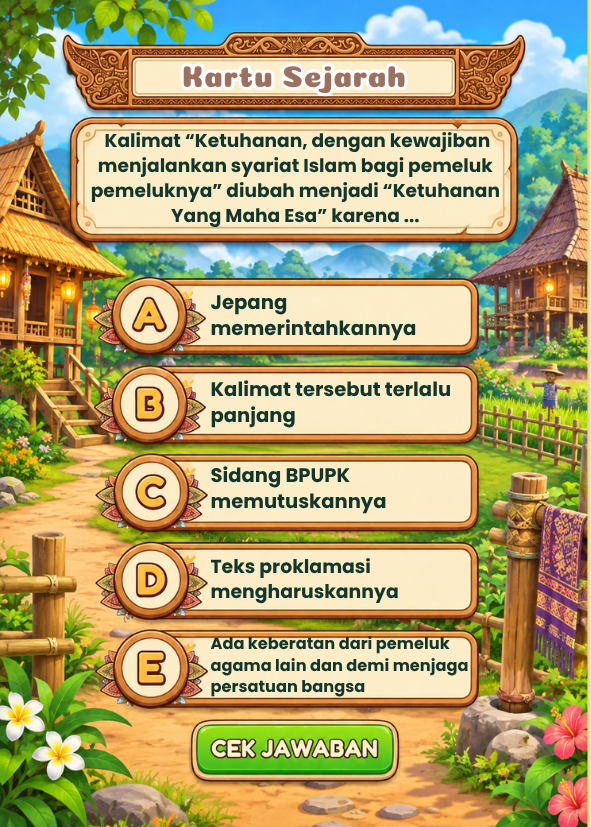 Kartu Sejarah
Kalimat “Ketuhanan, dengan kewajiban
menjalankan syariat Islam bagi pemeluk
pemeluknya” diubah menjadi “Ketuhanan
Yang Maha Esa” karena ...
A
Jepang
memerintahkannya
B
Kalimat tersebut terlalu
panjang
C
Sidang BPUPK
memutuskannya
D
Teks proklamasi
mengharuskannya
E
Ada keberatan dari pemeluk
agama lain dan demi menjaga
persatuan bangsa
CEK JAWABAN